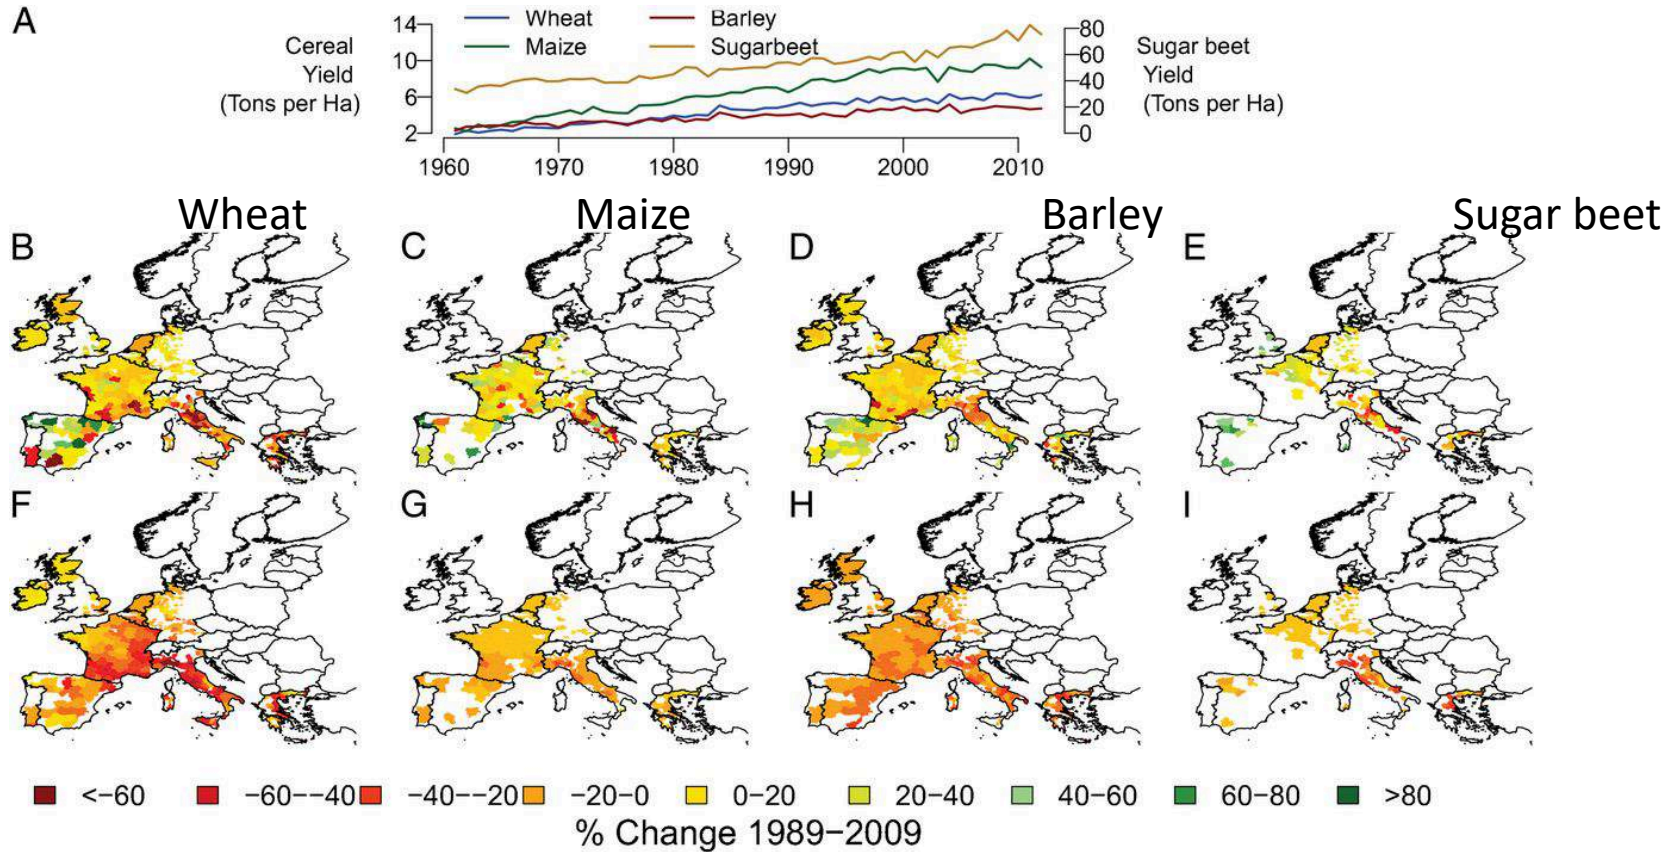 A
Wheat
Barley
Maize
Sugarbeet
Cereal
Yield
(Tons per Ha)
14
10
6
2
80
60
40
20
0
Sugar beet
Yield
(Tons per Ha)
1960 1970 1980 1990 2000 2010
Wheat Maize Barley Sugar beet
B C D E
F G H I
<−60 −60−−40 −40−−20 −20−0 0−20 20−40 40−60 60−80 >80
% Change 1989−2009